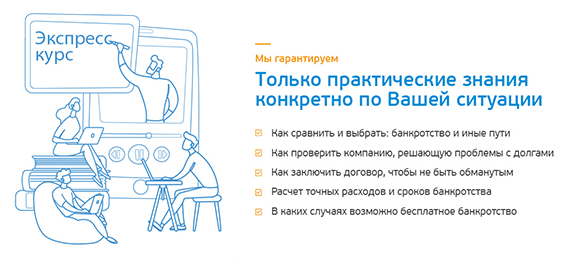 Экспресс
курс
Мы гарантируем
Только практические знания
конкретно по Вашей ситуации
Как сравнить и выбрать: банкротство и иные пути
Как проверить компанию, решающую проблемы с долгами
Как заключить договор, чтобы не быть обманутым
Расчет точных расходов и сроков банкротства
В каких случаях возможно бесплатное банкротство